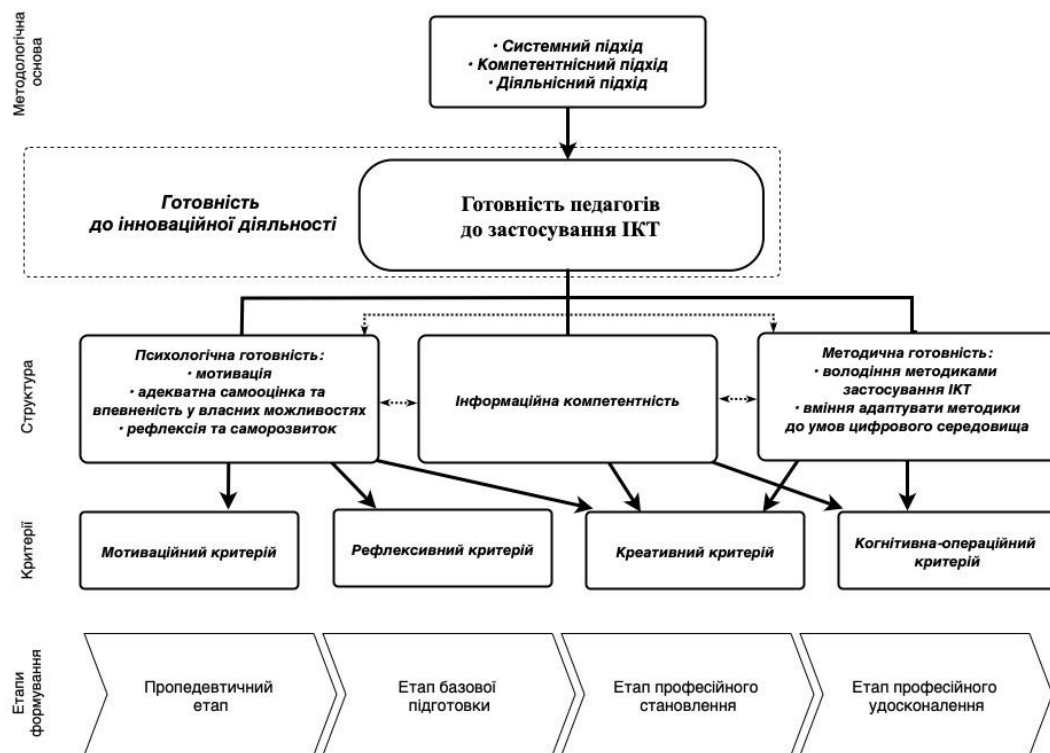 Методологічна
основа
· Системний підхід
· Компетентнісний підхід
· Діяльнісний підхід
Готовність
до інноваційної діяльності
Готовність педагогів
до застосування ІКТ
Структура
Психологічна готовність:
· мотивація
· адекватна самооцінка та
впевненість у власних можливостях
· рефлексія та саморозвиток
Інформаційна компетентність
Методична готовність:
· володіння методиками
застосування ІКТ
· вміння адаптувати методики
до умов цифрового середовища
Критерії
Мотиваційний критерій
Рефлексивний критерій
Креативний критерій
Когнітивна-операційний
критерій
Етапи
формування
Пропедевтичний
етап
Етап базової
підготовки
Етап професійного
становлення
Етап професійного
удосконалення